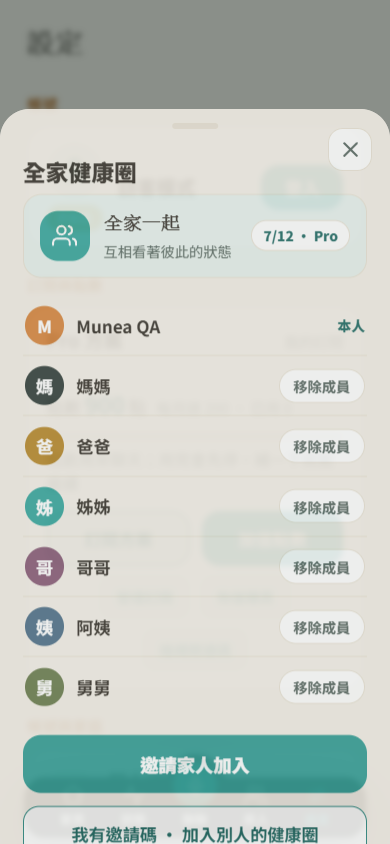 設定
全家健康圈
全家一起
互相看著彼此的狀態
7/12 · Pro
M Munea QA 本人
媽 媽媽 移除成員
爸 爸爸 移除成員
姊 姊姊 移除成員
哥 哥哥 移除成員
姨 阿姨 移除成員
舅 舅舅 移除成員
邀請家人加入
我有邀請碼 · 加入別人的健康圈